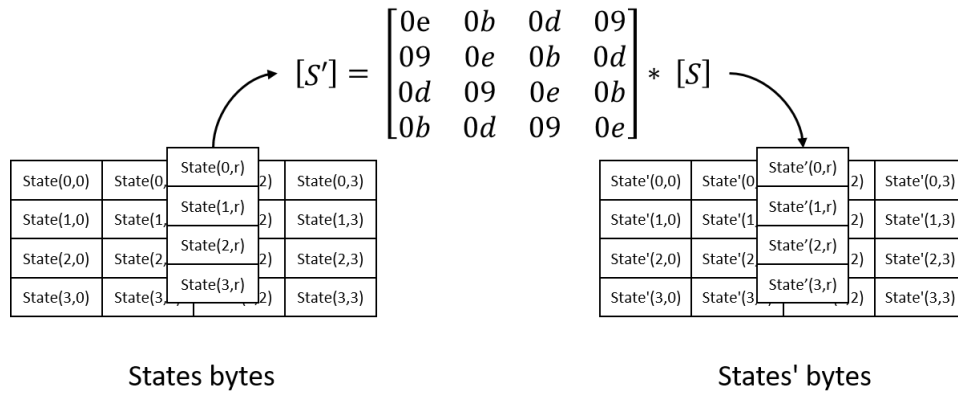 [S′] = [0e 0b 0d 09
09 0e 0b 0d
0d 09 0e 0b
0b 0d 09 0e] * [S]
State(0,0) State(0, State(0,r) 2) State(0,3)
State(1,0) State(1, State(1,r) 2) State(1,3)
State(2,0) State(2, State(2,r) 2) State(2,3)
State(3,0) State(3, State(3,r) 2) State(3,3)
State'(0,0) State'(0, State′(0,r) 2) State'(0,3)
State'(1,0) State'(1 State′(1,r) 2) State'(1,3)
State'(2,0) State'(2, State′(2,r) 2) State'(2,3)
State'(3,0) State'(3, State′(3,r) 2) State'(3,3)
States bytes
States' bytes